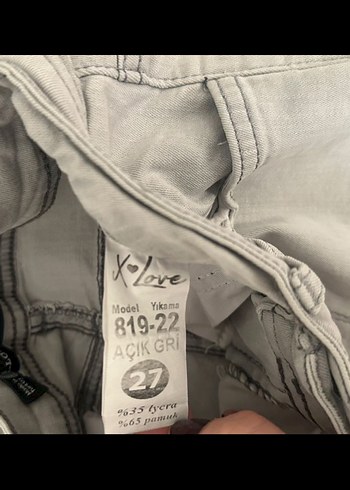 X♥Love
Model Yıkama
819-22
AÇIK GRİ
27
%35 lycra
%65 pamuk